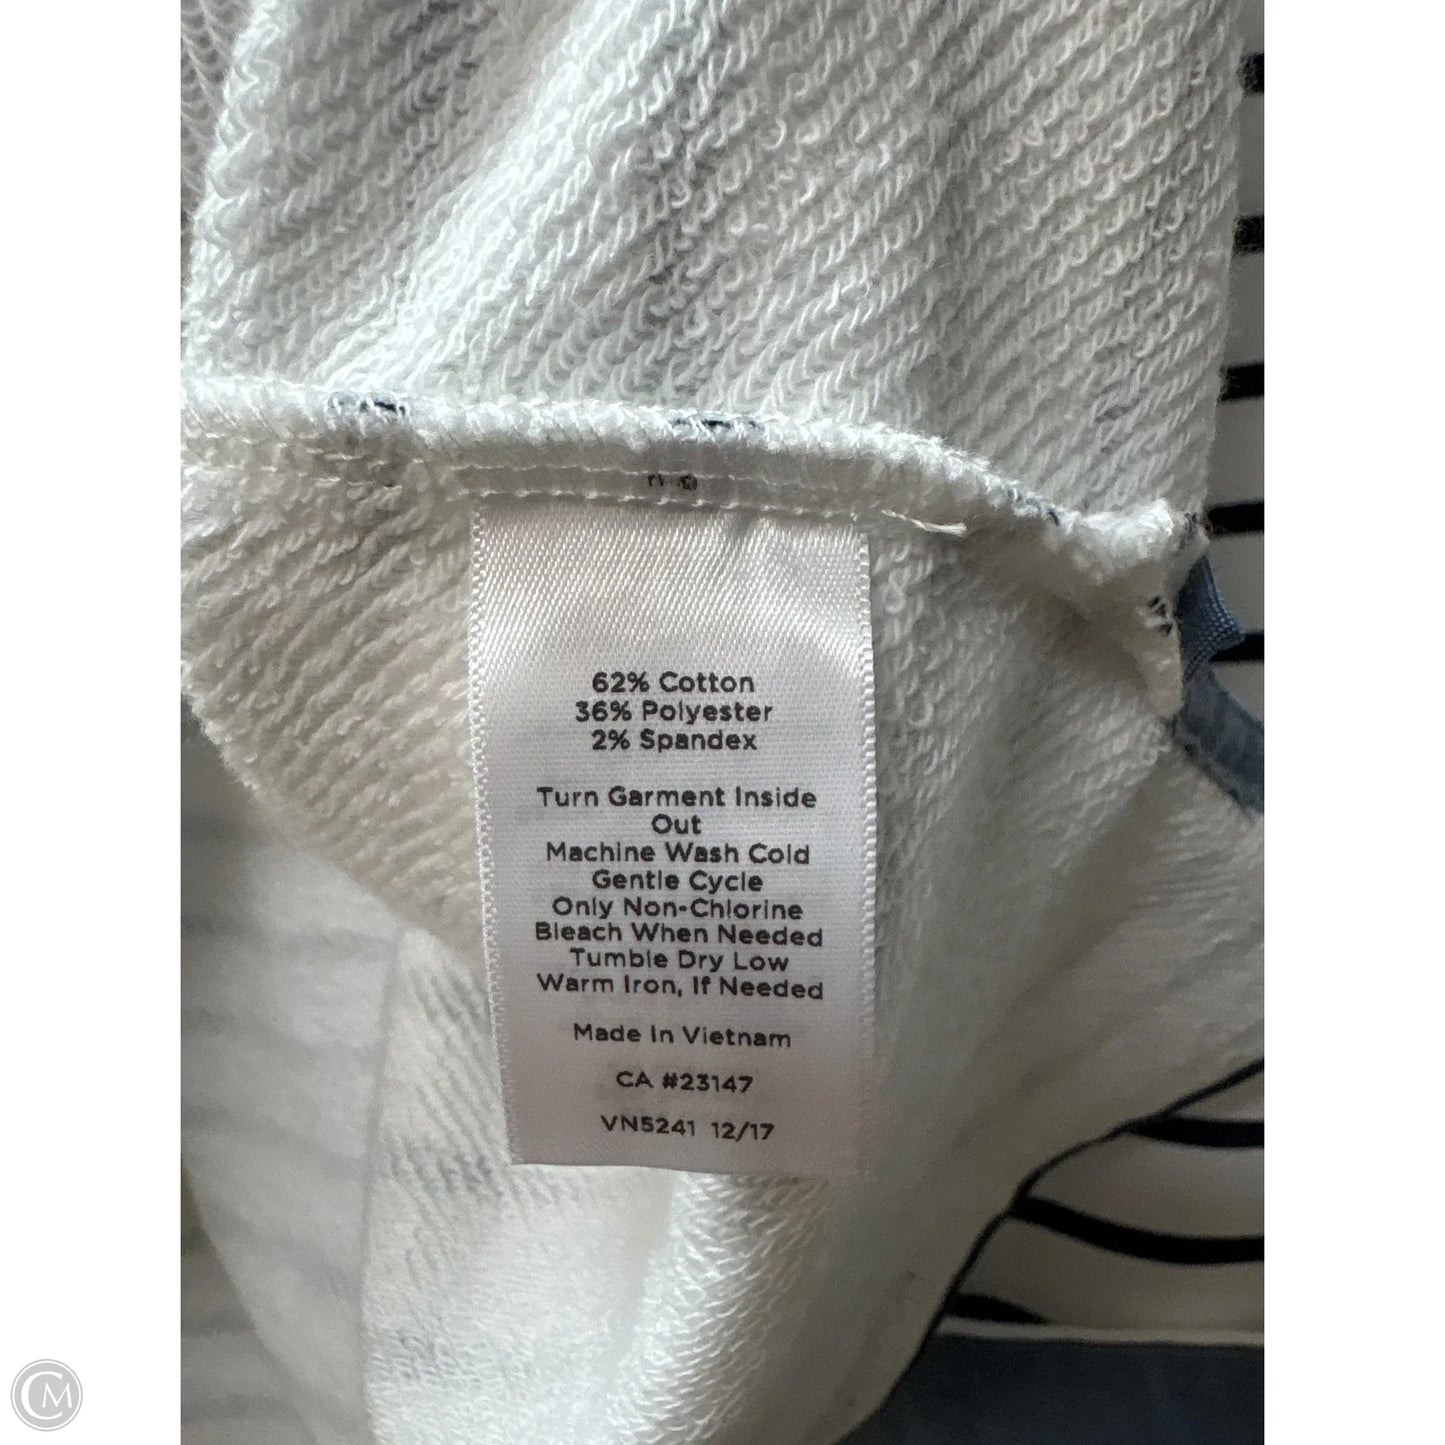 62% Cotton
36% Polyester
2% Spandex
Turn Garment Inside
Out
Machine Wash Cold
Gentle Cycle
Only Non-Chlorine
Bleach When Needed
Tumble Dry Low
Warm Iron, If Needed
Made In Vietnam
CA #23147
VN5241 12/17
CM